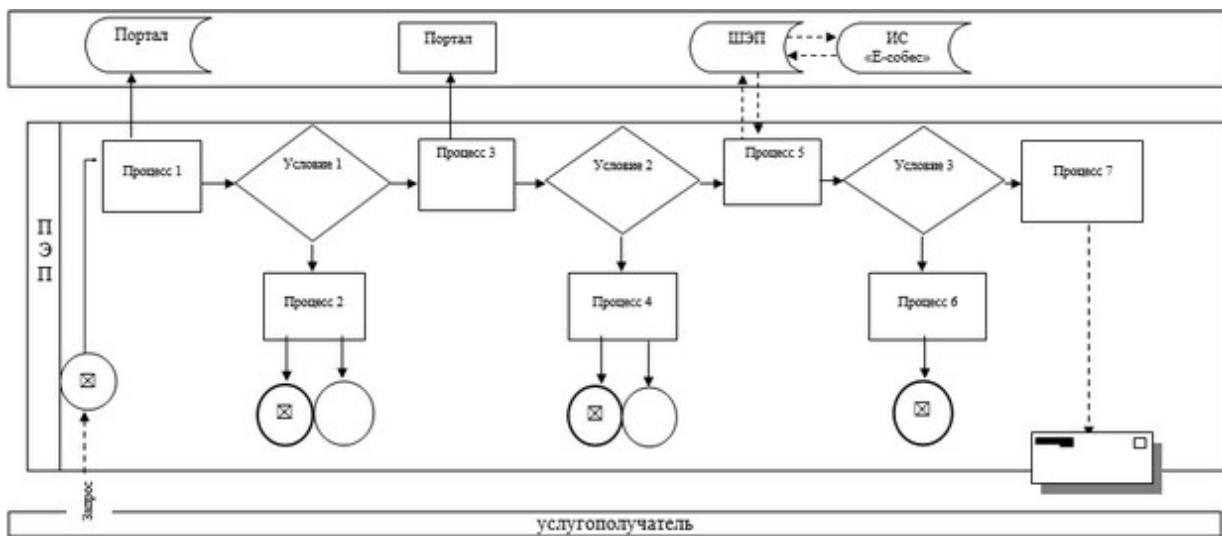 Портал
Портал
ШЭП
ИС
«Е-собес»
Процесс 1
Условие 1
Процесс 3
Условие 2
Процесс 5
Условие 3
Процесс 7
П
Э
П
Процесс 2
Процесс 4
Процесс 6
Запрос
услугополучатель